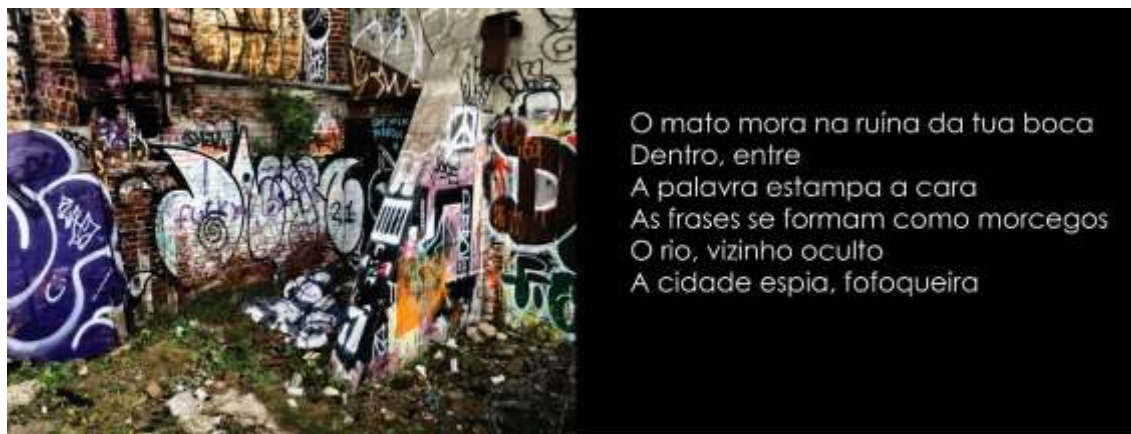 O mato mora na ruína da tua boca
Dentro, entre
A palavra estampa a cara
As frases se formam como morcegos
O rio, vizinho oculto
A cidade espia, fofoqueira
21